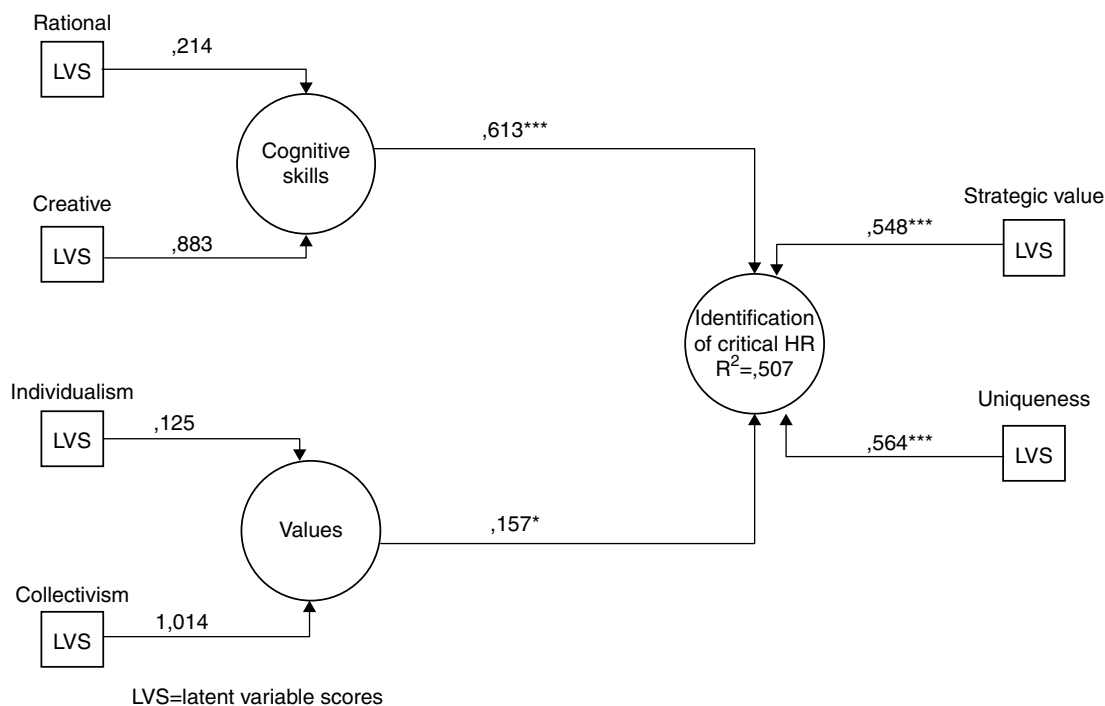 Rational
LVS
,214
Cognitive
skills
,613***
Creative
LVS
,883
Strategic value
LVS
,548***
Identification
of critical HR
R²=,507
Individualism
LVS
,125
Uniqueness
LVS
,564***
Values
,157*
Collectivism
LVS
1,014
LVS=latent variable scores